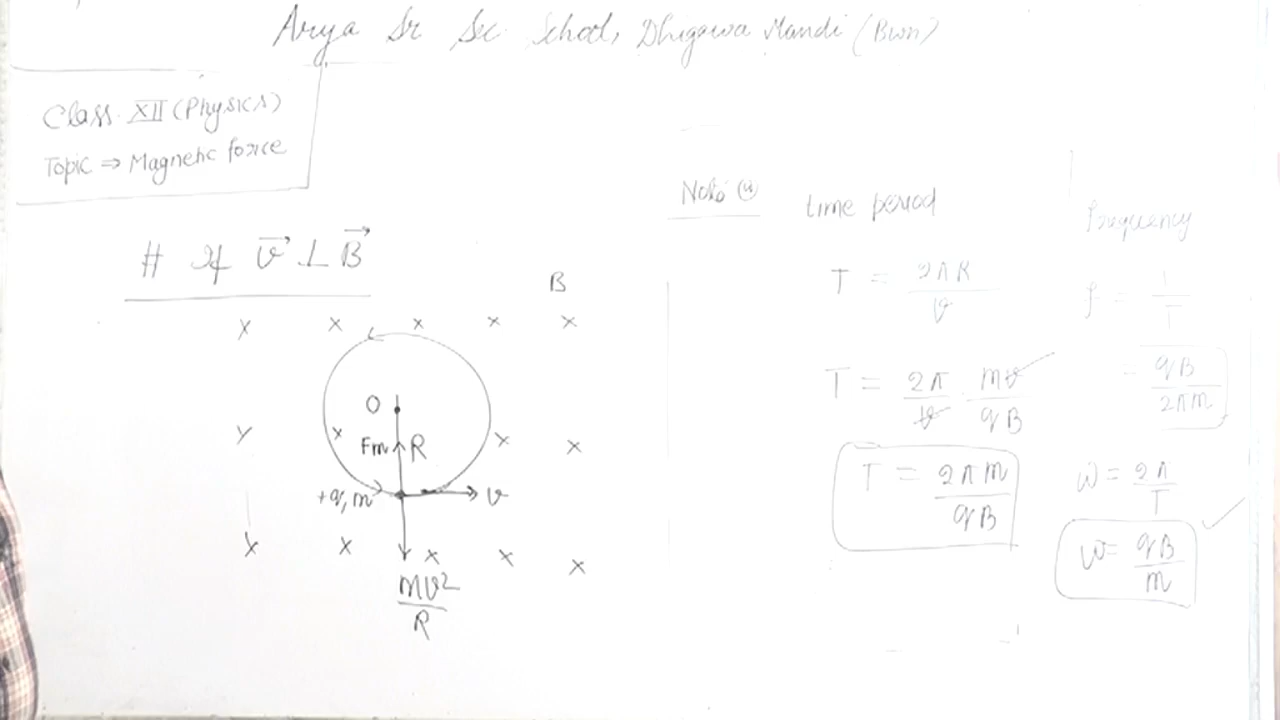 Arya Sr Sec. School, Dhigawa Mandi (Bwn)
Class. XII (Physics)
Topic ⇒ Magnetic force
# If v⃗ ⊥ B⃗
B
x x x x x
O
x x x x
Fm R
+q, m v
x x x x x
mv²/R
Note
time period
T = 2πR/v
T = 2π/v mv/qB
T = 2πm/qB
frequency
f = 1/T
= qB/2πm
ω = 2π/T
ω = qB/m